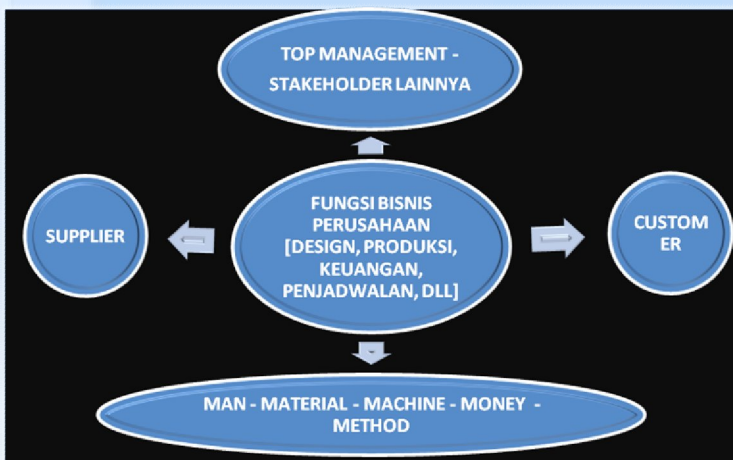 TOP MANAGEMENT -
STAKEHOLDER LAINNYA
SUPPLIER
FUNGSI BISNIS
PERUSAHAAN
[DESIGN, PRODUKSI,
KEUANGAN,
PENJADWALAN, DLL]
CUSTOM
ER
MAN - MATERIAL - MACHINE - MONEY -
METHOD